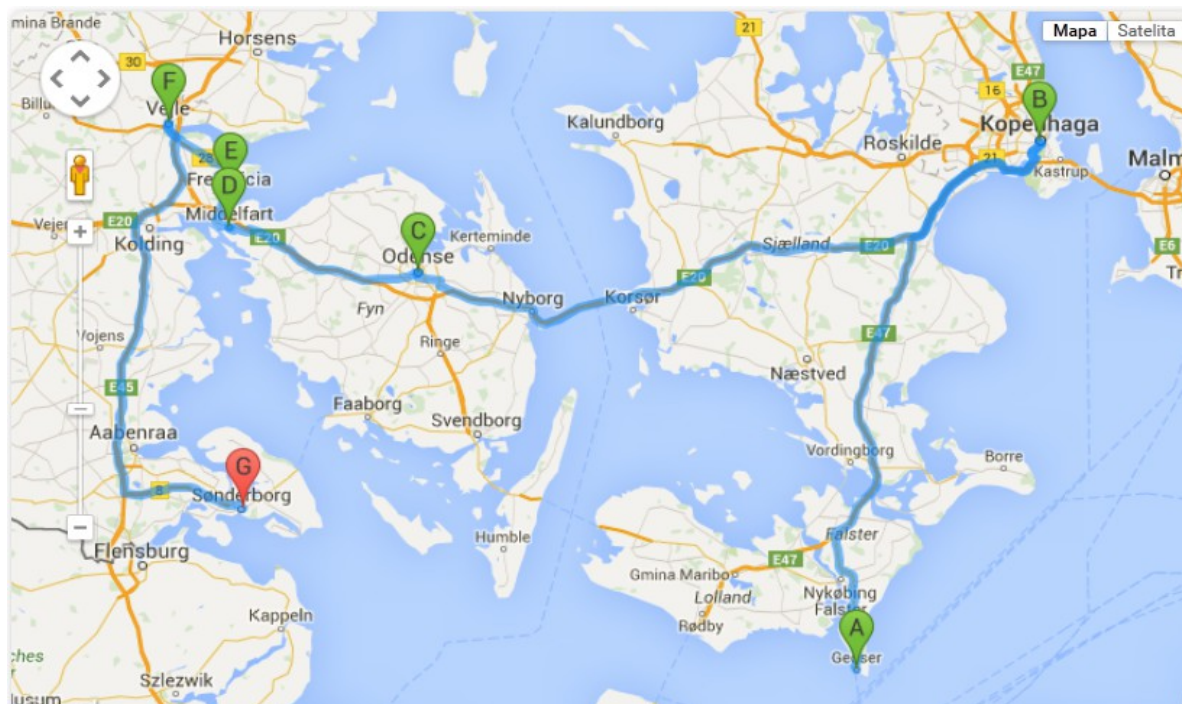 mina Brande
Horsens
21
Mapa
Satelita
30
E47
F
16
B
Billu
Vejle
Kalundborg
Kopenhaga
Roskilde
E
28
21
Malm
Kastrup
Fredericia
D
Middelfart
Vejen
E20
+
Kolding
E20
C
Kerteminde
Odense
Sjælland
E20
E6
E20
Tr
Nyborg
Korsør
Fyn
Vojens
Ringe
E47
Næstved
E45
Faaborg
Svendborg
Aabenraa
Vordingborg
Borre
G
8
Sønderborg
Flensburg
Humble
Falster
E47
Gmina Maribo
Lolland
Nykøbing
Falster
Rødby
Kappeln
A
Gedser
ches
Szlezwik
usum